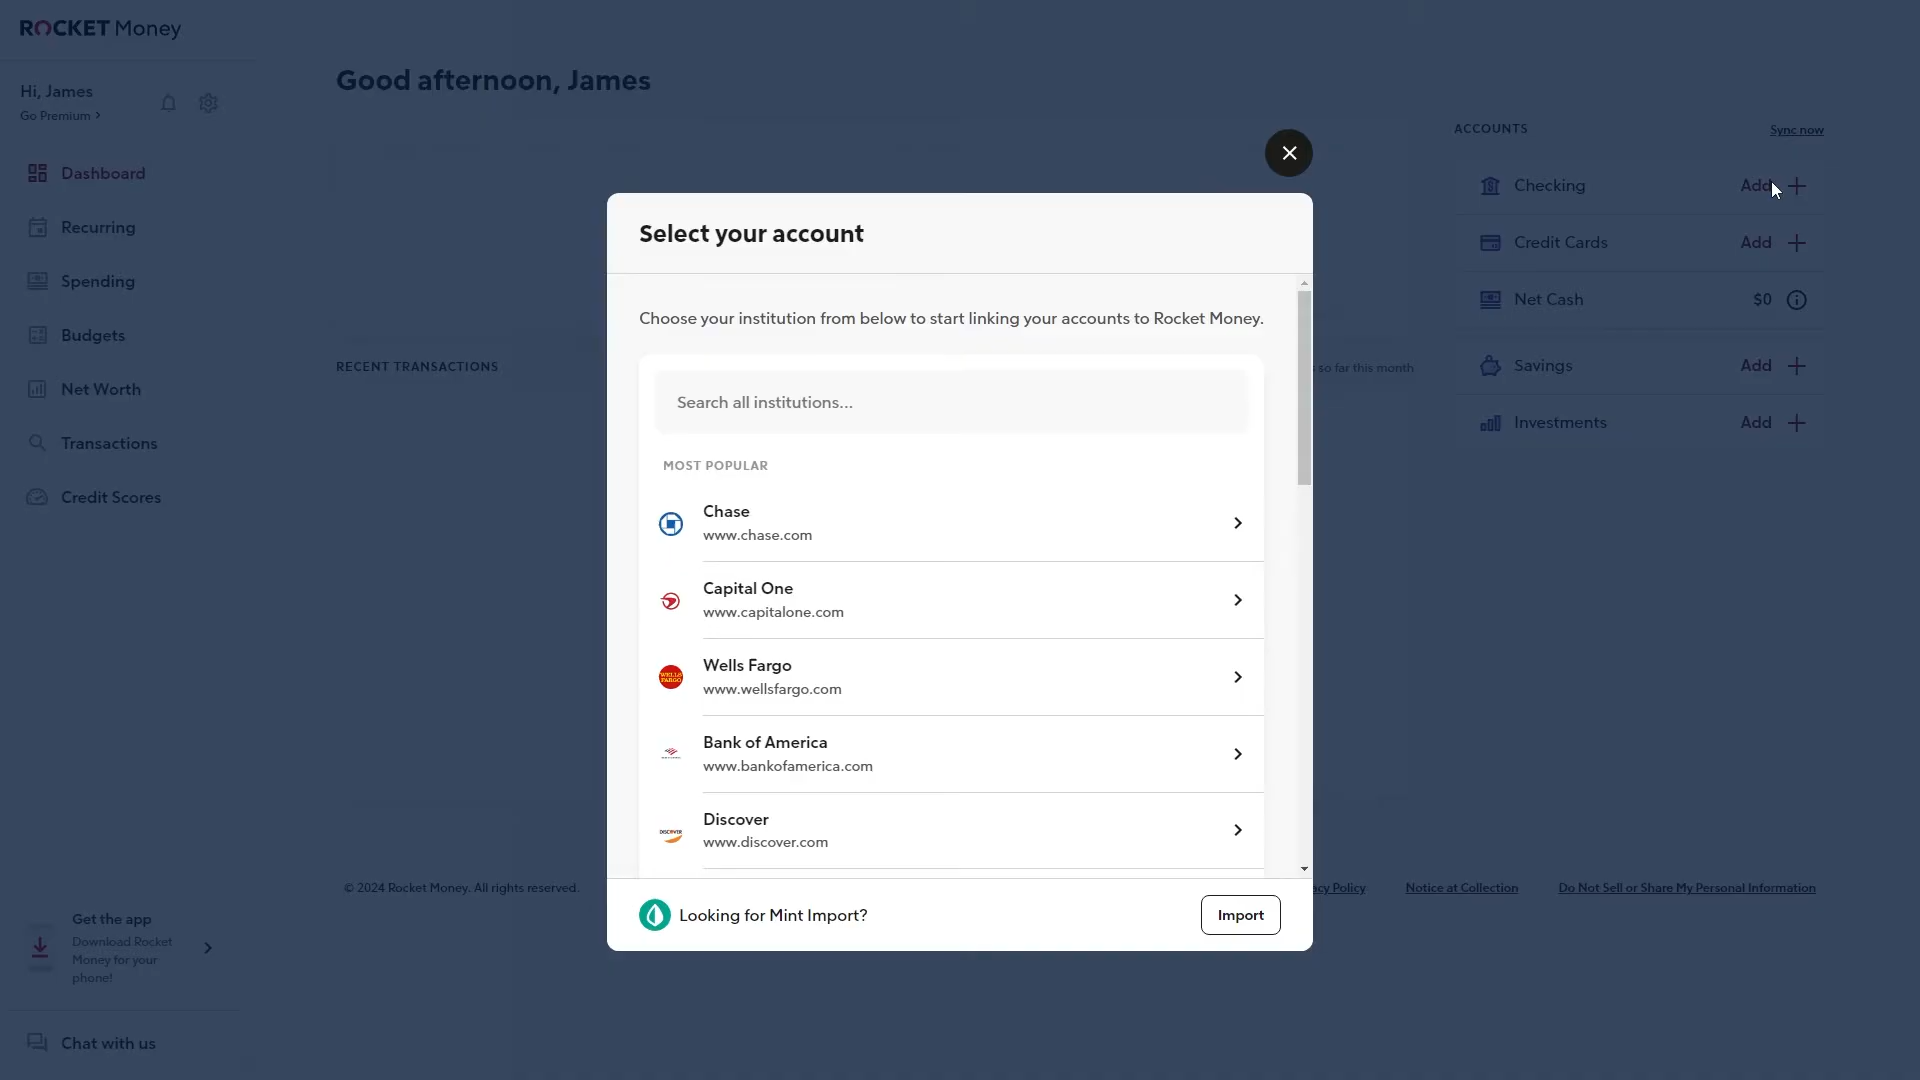 ROCKET Money
Hi, James
Go Premium
Dashboard
Recurring
Spending
Budgets
Net Worth
Transactions
Credit Scores
Get the app
Download Rocket
Money for your
phone!
Chat with us
Good afternoon, James
RECENT TRANSACTIONS
so far this month
© 2024 Rocket Money. All rights reserved.
Select your account
Choose your institution from below to start linking your accounts to Rocket Money.
Search all institutions...
MOST POPULAR
Chase
www.chase.com
Capital One
www.capitalone.com
WELLS
FARGO
Wells Fargo
www.wellsfargo.com
Bank of America
www.bankofamerica.com
DISCOVER
Discover
www.discover.com
Looking for Mint Import?
Import
ACCOUNTS
Sync now
Checking
Add
Credit Cards
Add
Net Cash
$0
Savings
Add
Investments
Add
Policy
Notice at Collection
Do Not Sell or Share My Personal Information